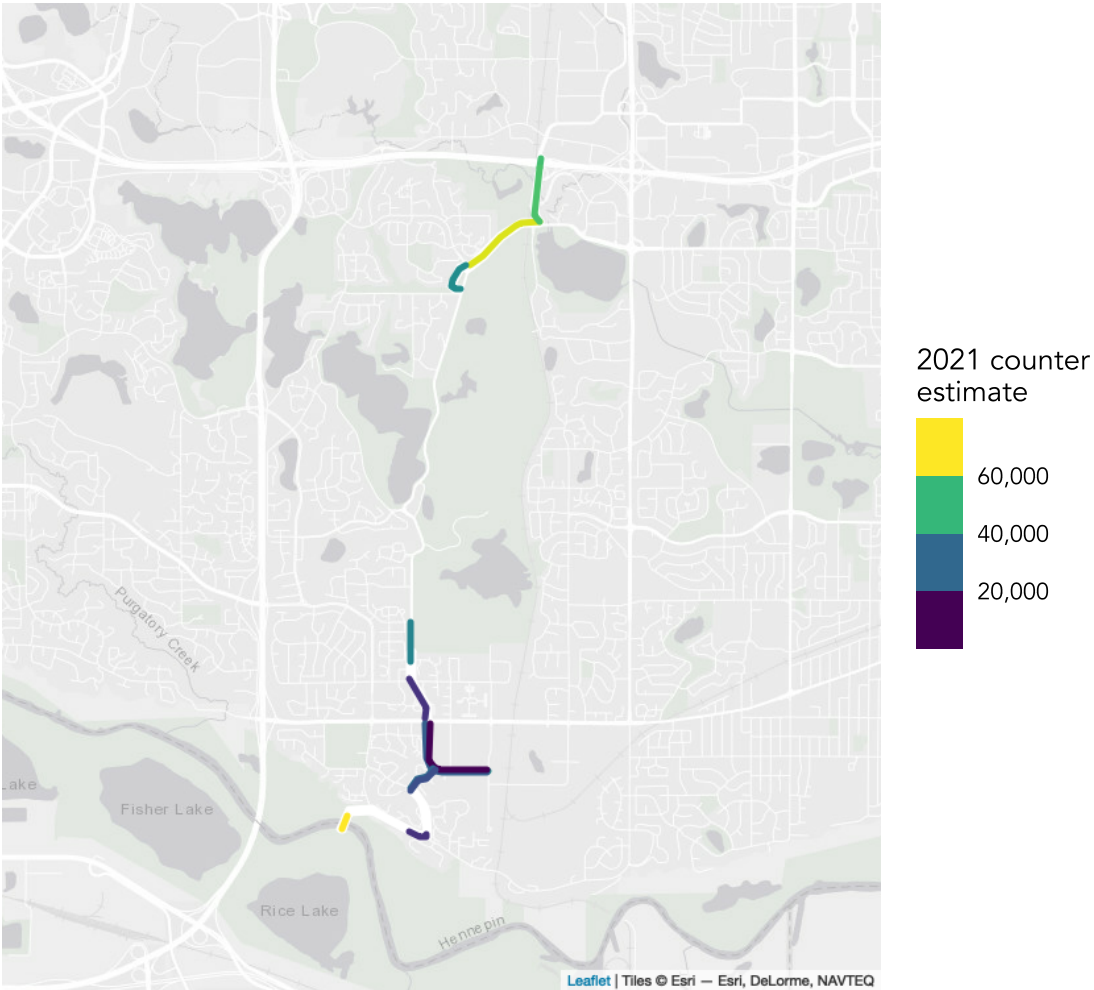 2021 counter
estimate
60,000
40,000
20,000
Purgatory Creek
Lake
Fisher Lake
Rice Lake
Hennepin
Leaflet | Tiles © Esri — Esri, DeLorme, NAVTEQ